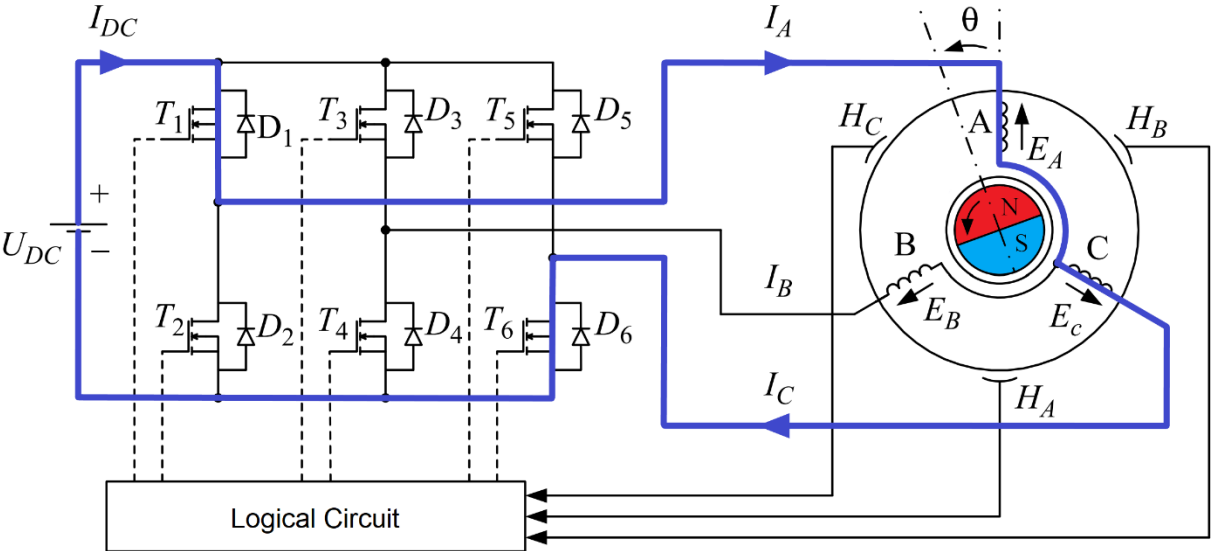 I_DC
I_A
θ
T_1
D_1
T_3
D_3
T_5
D_5
H_C
A
E_A
H_B
+
U_DC
−
N
S
B
C
I_B
E_B
E_c
T_2
D_2
T_4
D_4
T_6
D_6
I_C
H_A
Logical Circuit